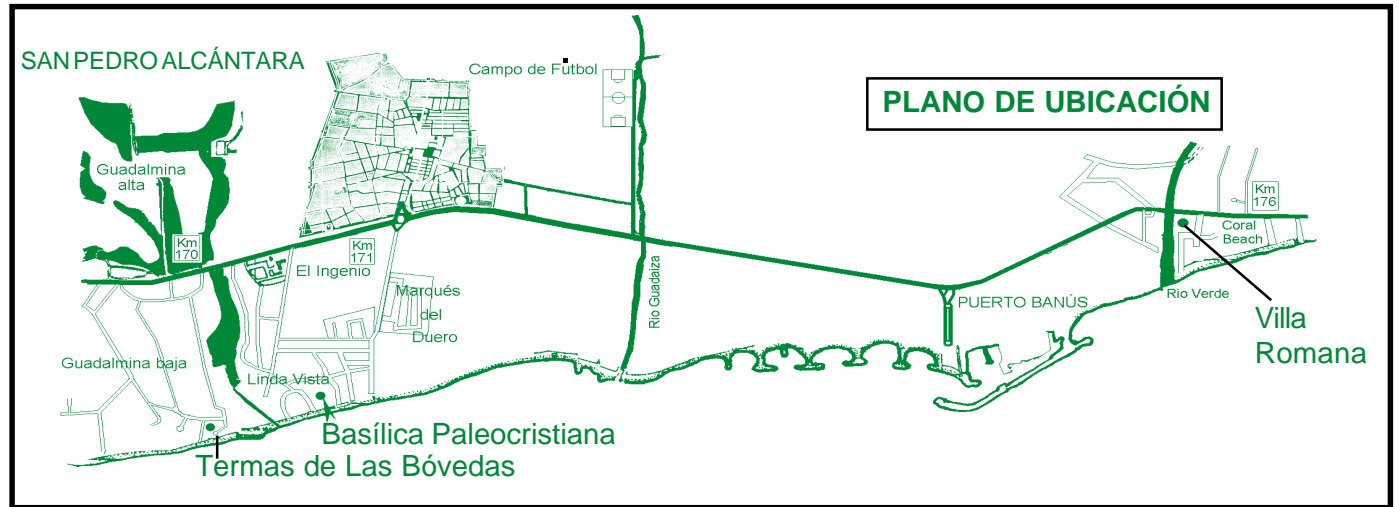 SAN PEDRO ALCÁNTARA
Campo de Futbol
PLANO DE UBICACIÓN
Guadalmina
alta
Km
176
Km
170
Km
171
Coral
Beach
El Ingenio
Marqués
del
Duero
Rio Guadaiza
PUERTO BANÚS
Rio Verde
Villa
Romana
Guadalmina baja
Linda Vista
Basílica Paleocristiana
Termas de Las Bóvedas